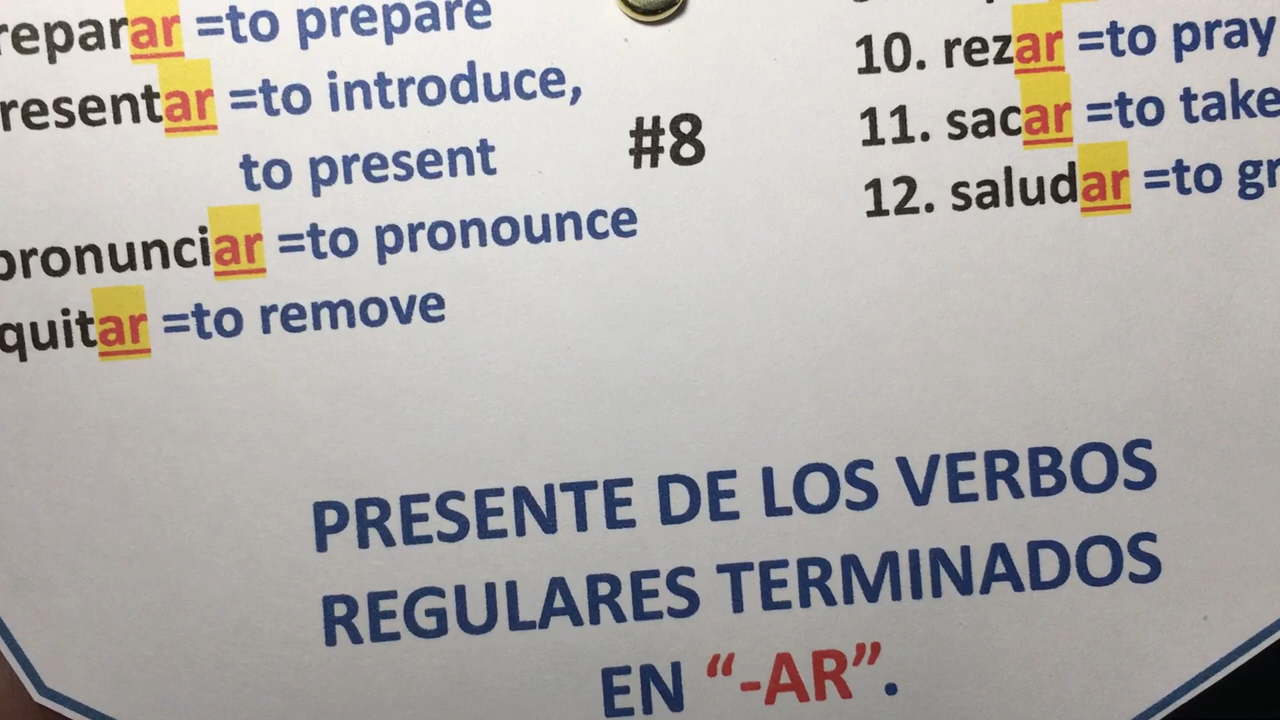 reparar =to prepare
resentar =to introduce,
to present
pronunciar =to pronounce
quitar =to remove
#8
10. rezar =to pray
11. sacar =to take
12. saludar =to gr
PRESENTE DE LOS VERBOS
REGULARES TERMINADOS
EN “-AR”.